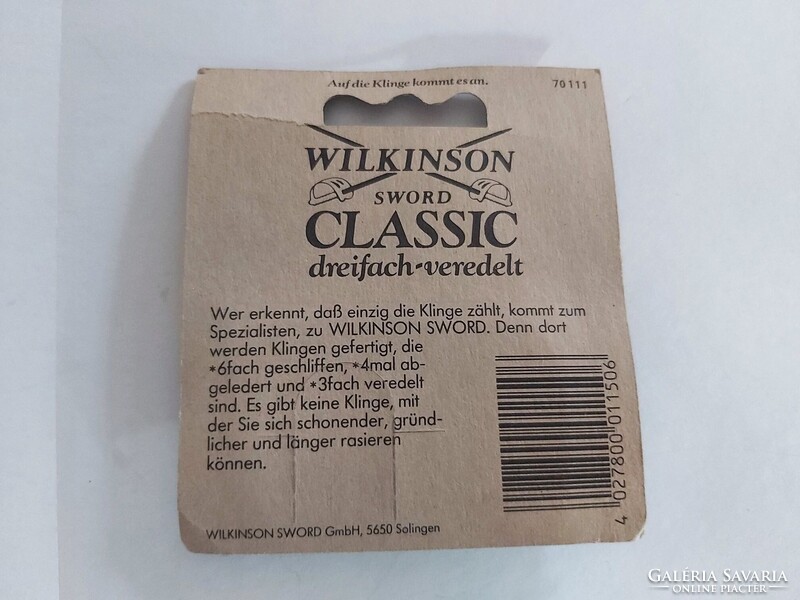 Auf die Klinge kommt es an.
70111
WILKINSON
SWORD
CLASSIC
dreifach-veredelt
Wer erkennt, daß einzig die Klinge zählt, kommt zum
Spezialisten, zu WILKINSON SWORD. Denn dort
werden Klingen gefertigt, die
*6fach geschliffen, *4mal ab-
geledert und *3fach veredelt
sind. Es gibt keine Klinge, mit
der Sie sich schonender, gründ-
licher und länger rasieren
können.
4 027800 011506
WILKINSON SWORD GmbH, 5650 Solingen
GALÉRIA SAVARIA
ONLINE PIACTÉR